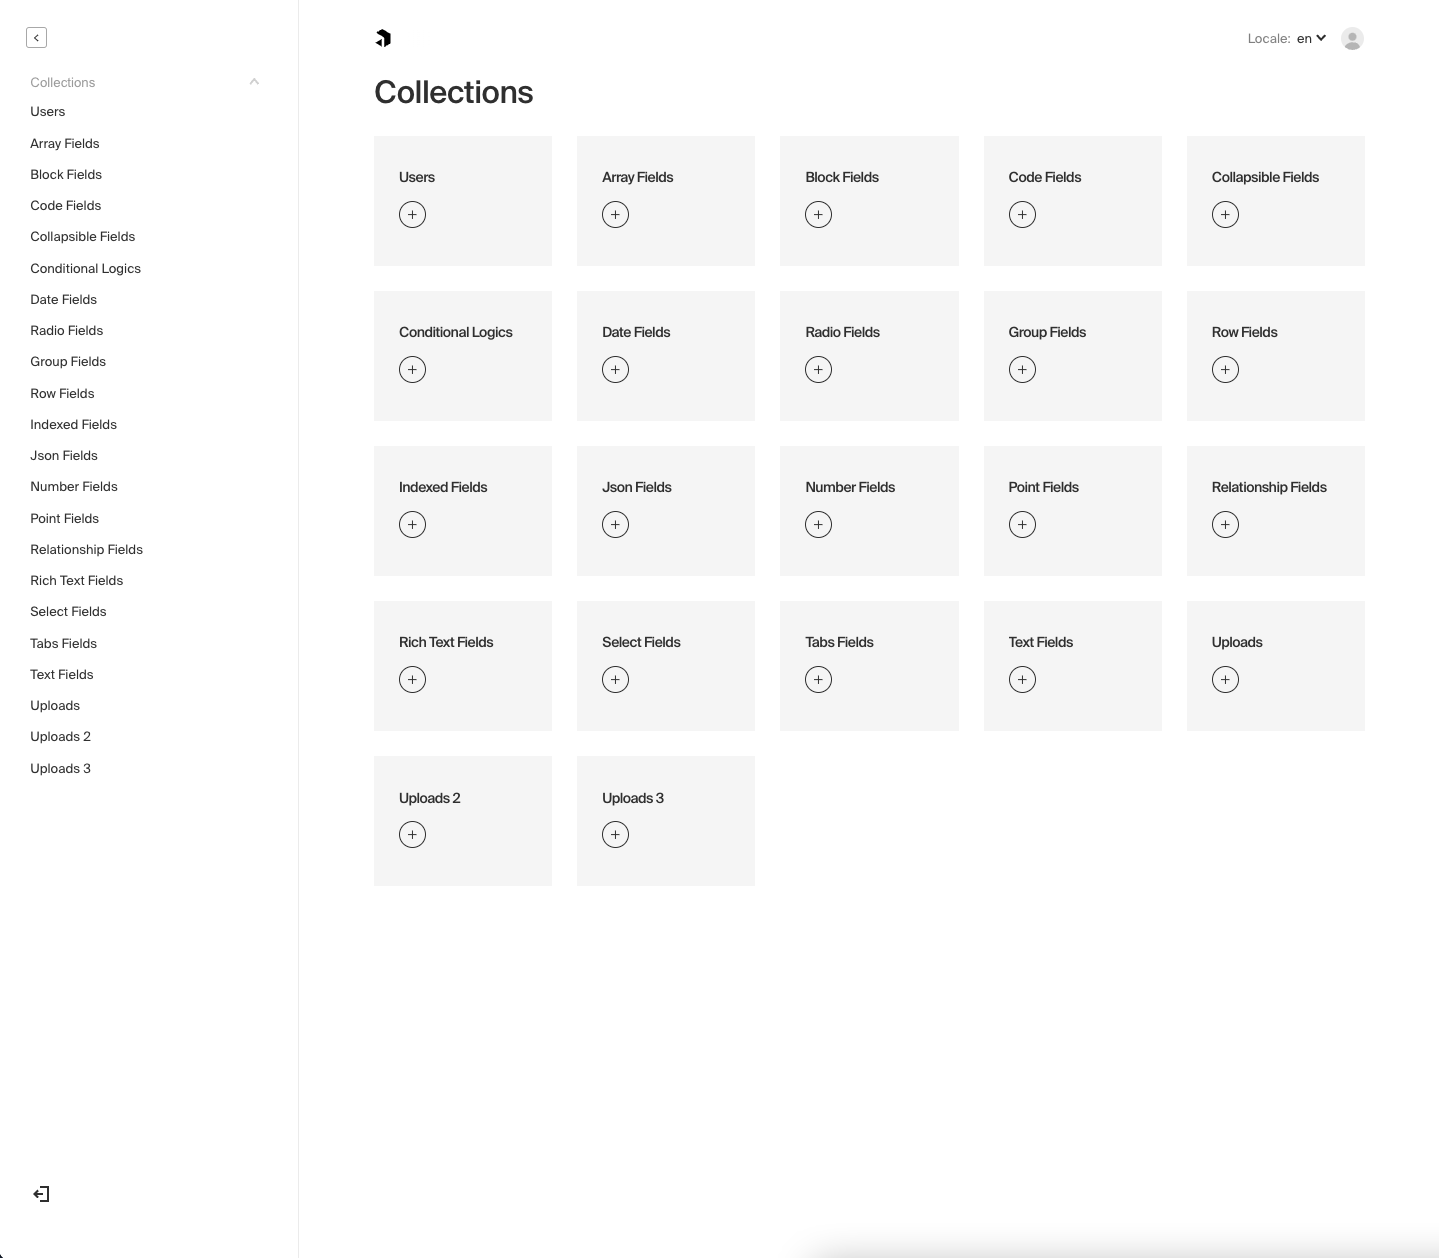 Collections
Users
Array Fields
Block Fields
Code Fields
Collapsible Fields
Conditional Logics
Date Fields
Radio Fields
Group Fields
Row Fields
Indexed Fields
Json Fields
Number Fields
Point Fields
Relationship Fields
Rich Text Fields
Select Fields
Tabs Fields
Text Fields
Uploads
Uploads 2
Uploads 3
Locale: en
Collections
Users
Array Fields
Block Fields
Code Fields
Collapsible Fields
Conditional Logics
Date Fields
Radio Fields
Group Fields
Row Fields
Indexed Fields
Json Fields
Number Fields
Point Fields
Relationship Fields
Rich Text Fields
Select Fields
Tabs Fields
Text Fields
Uploads
Uploads 2
Uploads 3